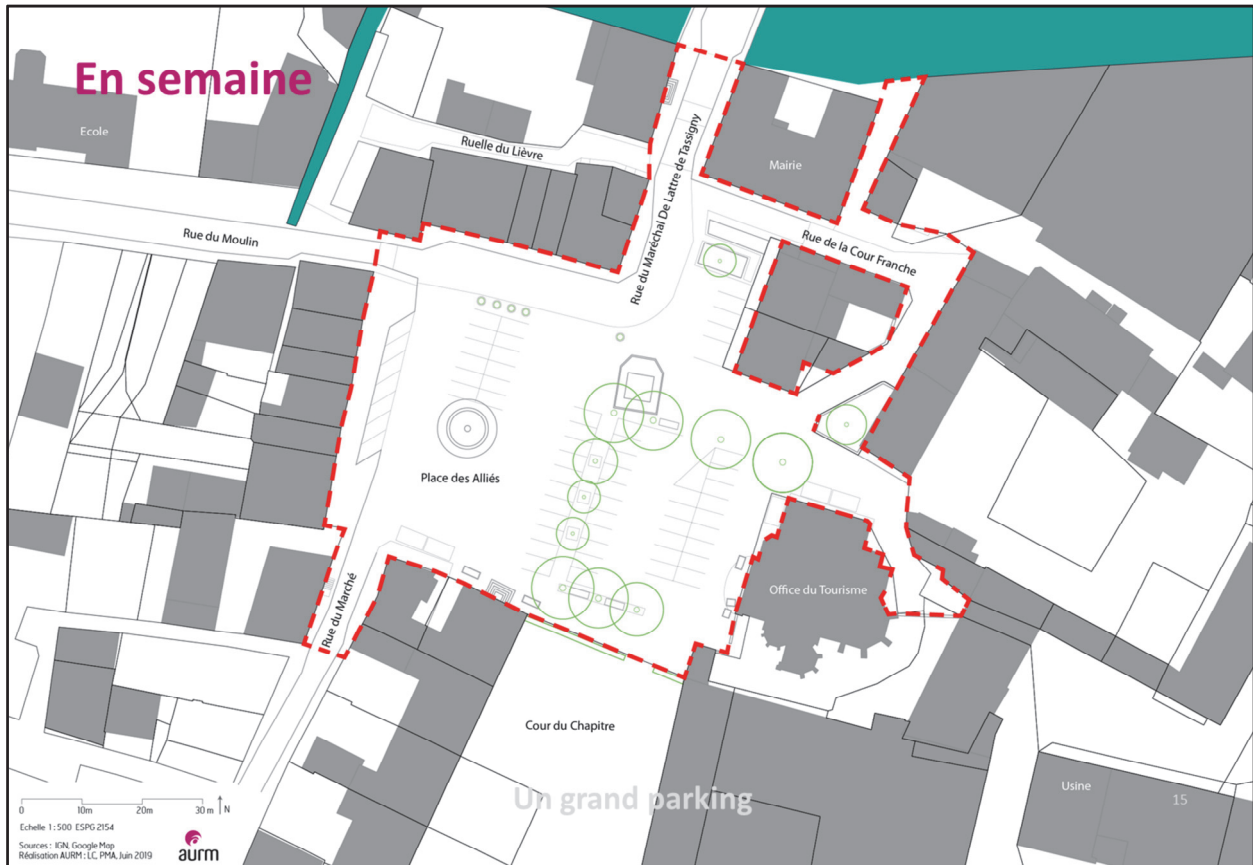 En semaine
Ecole
Ruelle du Lièvre
Rue du Maréchal De Lattre de Tassigny
Mairie
Rue du Moulin
Rue de la Cour Franche
Place des Alliés
Office du Tourisme
Rue du Marché
Cour du Chapitre
Usine
Un grand parking
15
0 10m 20m 30 m N
Echelle 1:500 ESPG 2154
Sources : IGN, Google Map
Réalisation AURM : LC, PMA, Juin 2019
aurm